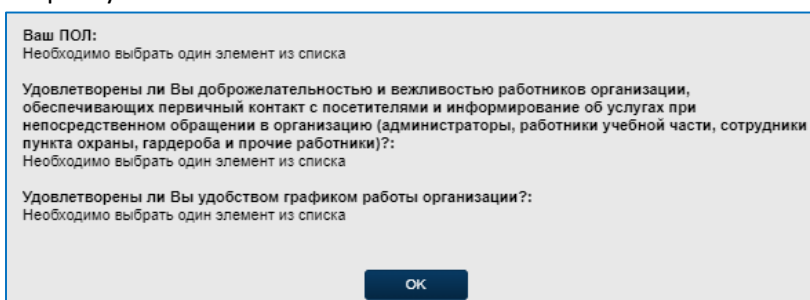 Ваш ПОЛ:
Необходимо выбрать один элемент из списка
Удовлетворены ли Вы доброжелательностью и вежливостью работников организации,
обеспечивающих первичный контакт с посетителями и информирование об услугах при
непосредственном обращении в организацию (администраторы, работники учебной части, сотрудники
пункта охраны, гардероба и прочие работники)?:
Необходимо выбрать один элемент из списка
Удовлетворены ли Вы удобством графиком работы организации?:
Необходимо выбрать один элемент из списка
OK